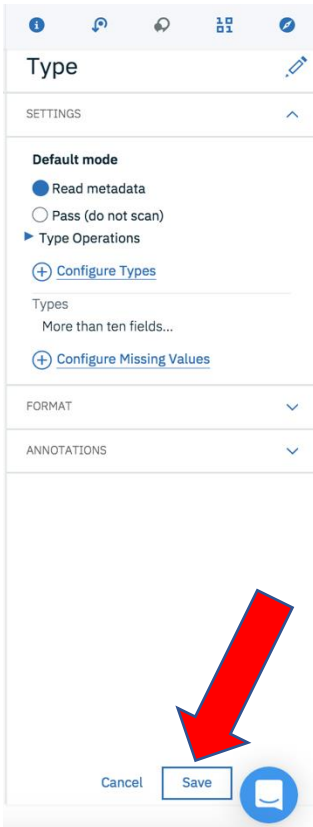 Type
SETTINGS
Default mode
Read metadata
Pass (do not scan)
Type Operations
Configure Types
Types
More than ten fields...
Configure Missing Values
FORMAT
ANNOTATIONS
Cancel Save